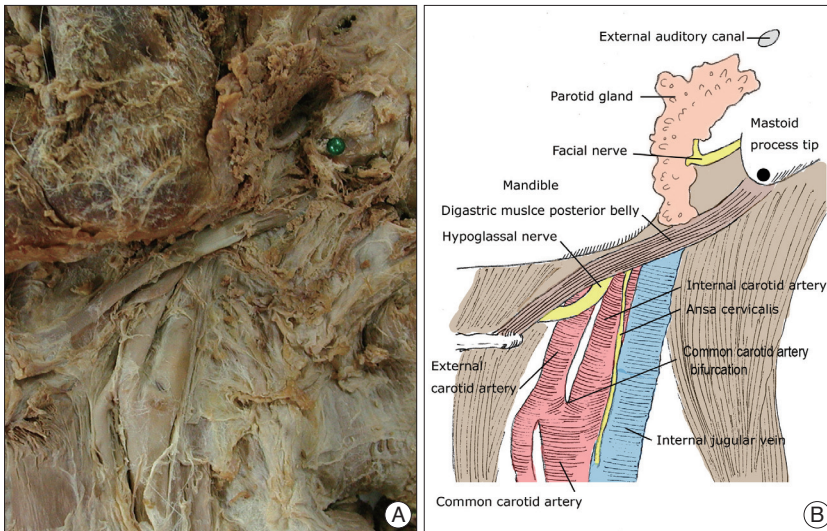 External auditory canal
Parotid gland
Mastoid
process tip
Facial nerve
Mandible
Digastric muslce posterior belly
Hypoglassal nerve
Internal carotid artery
Ansa cervicalis
External
carotid artery
Common carotid artery
bifurcation
Internal jugular vein
Common carotid artery
A
B